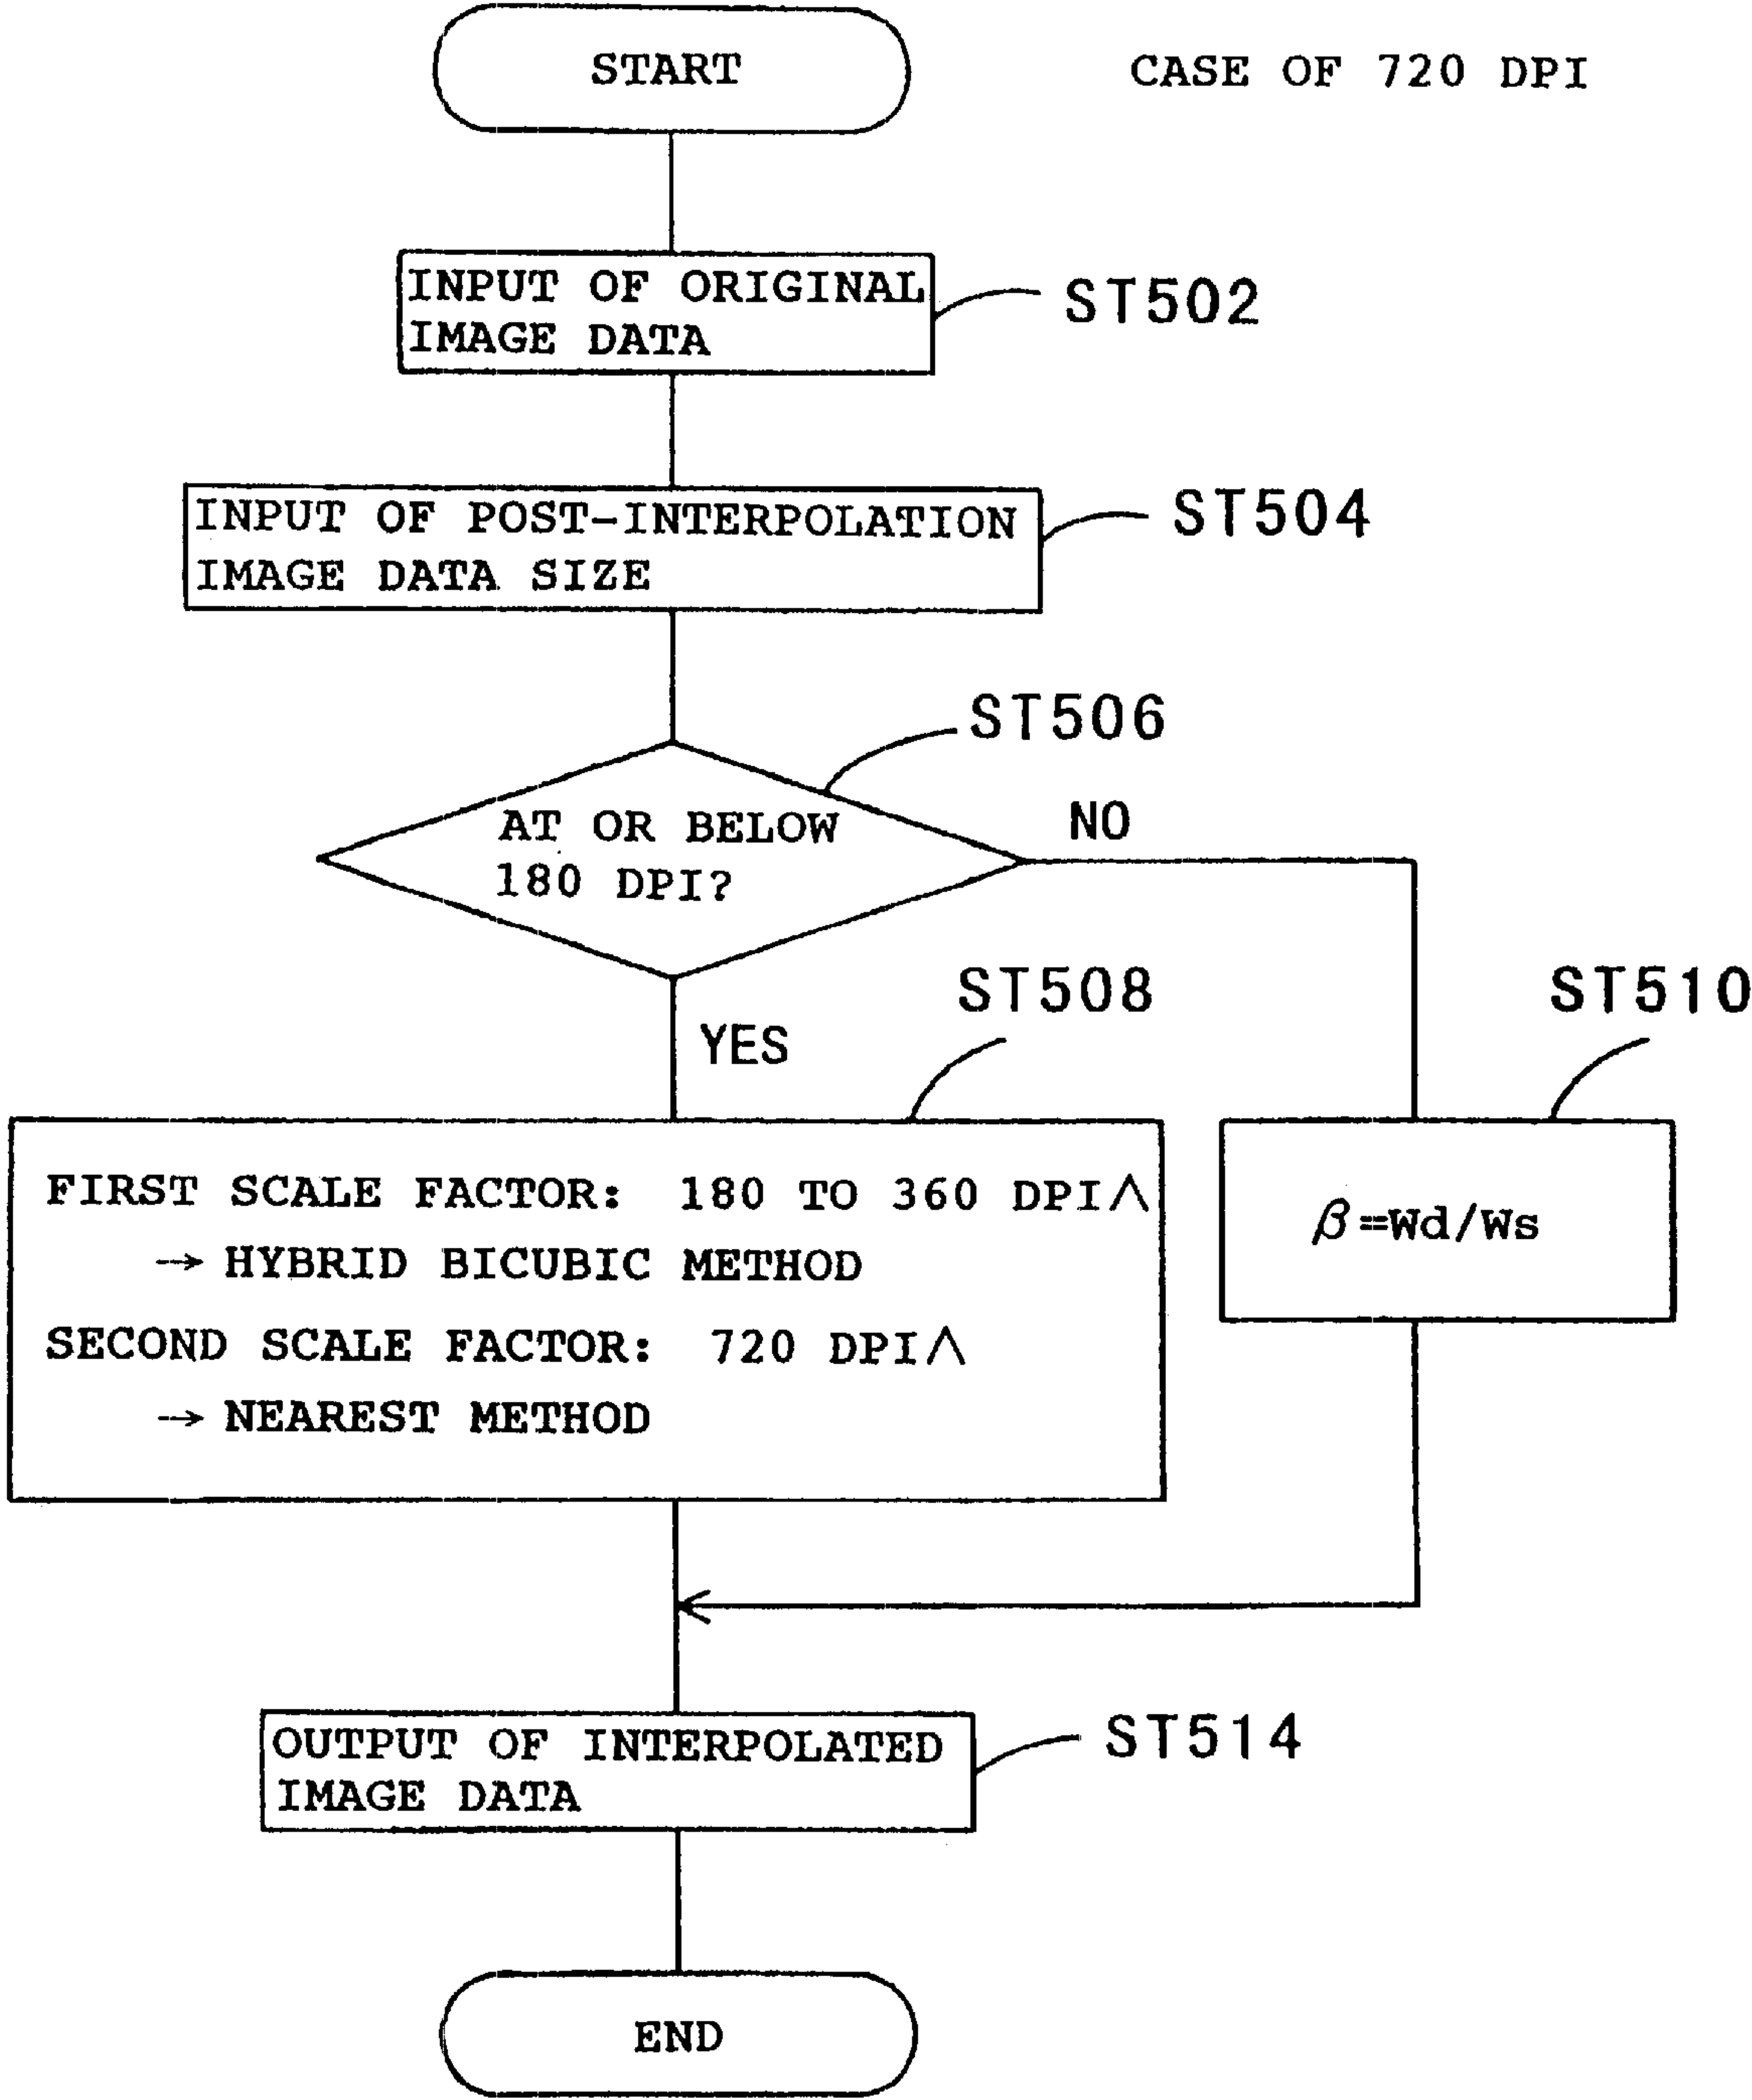 START
CASE OF 720 DPI
INPUT OF ORIGINAL
IMAGE DATA
ST502
INPUT OF POST-INTERPOLATION
IMAGE DATA SIZE
ST504
ST506
AT OR BELOW
180 DPI?
NO
YES
ST508
ST510
FIRST SCALE FACTOR: 180 TO 360 DPI∧
→ HYBRID BICUBIC METHOD
SECOND SCALE FACTOR: 720 DPI∧
→ NEAREST METHOD
β=Wd/Ws
OUTPUT OF INTERPOLATED
IMAGE DATA
ST514
END